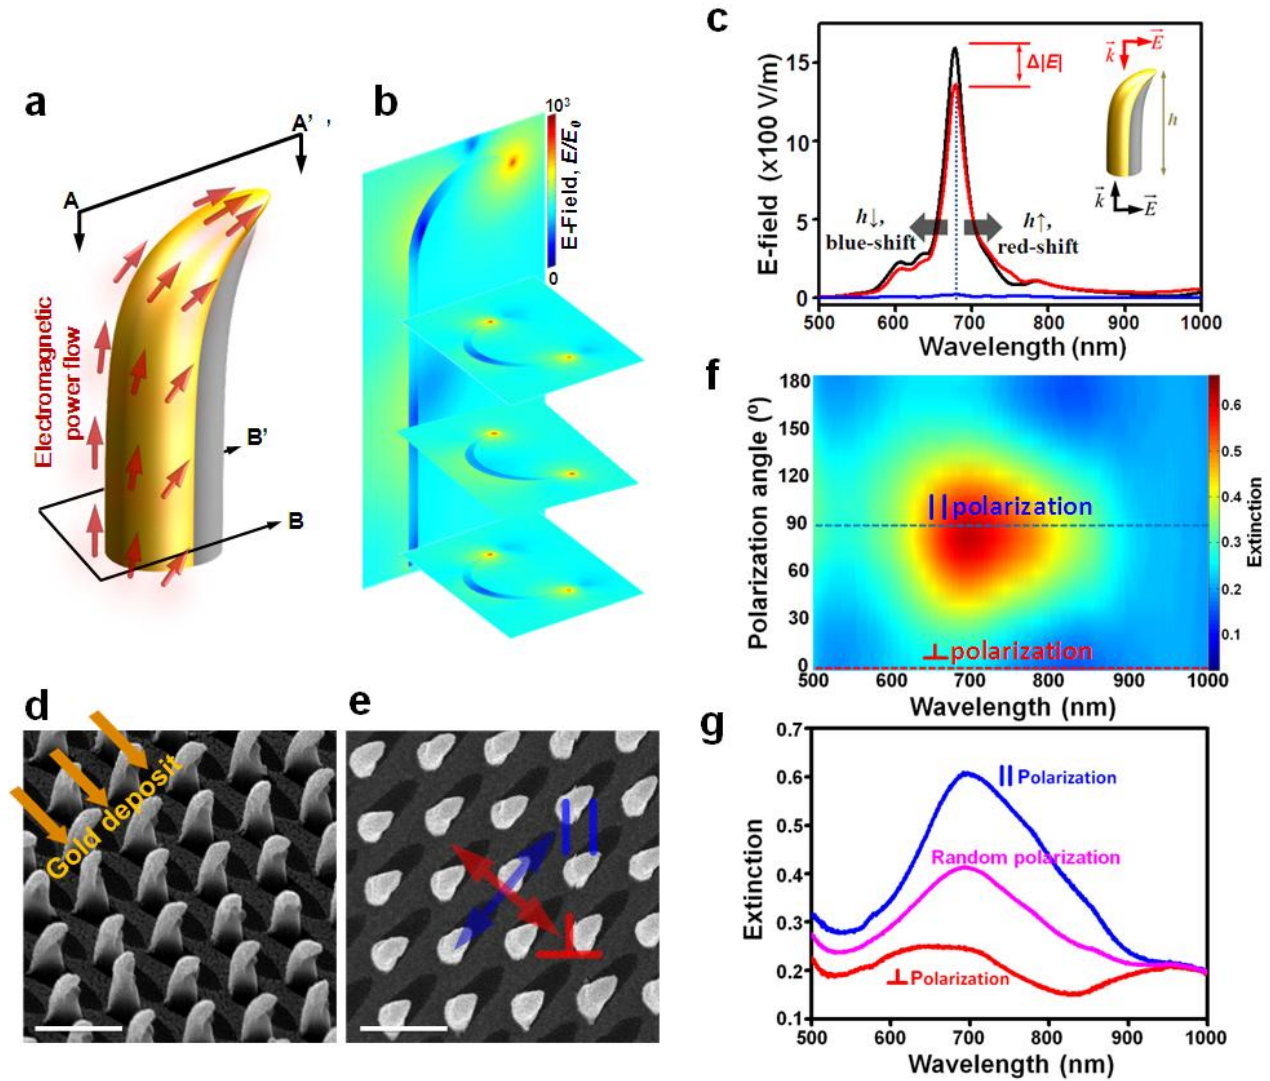 a
A
A’ ’
Electromagnetic
power flow
B’
B
b
10³
E-Field, E/E₀
0
c
E-field (x100 V/m)
15
10
5
0
Δ|E|
k E
h
k E
h↓,
blue-shift
h↑,
red-shift
500 600 700 800 900 1000
Wavelength (nm)
f
Polarization angle (⁰)
180
150
120
90
60
30
0
|| polarization
⊥polarization
500 600 700 800 900 1000
Wavelength (nm)
0.6
0.5
0.4
0.3
0.2
0.1
Extinction
d
Gold deposit
e
||
⊥
g
Extinction
0.7
0.6
0.5
0.4
0.3
0.2
0.1
|| Polarization
Random polarization
⊥ Polarization
500 600 700 800 900 1000
Wavelength (nm)